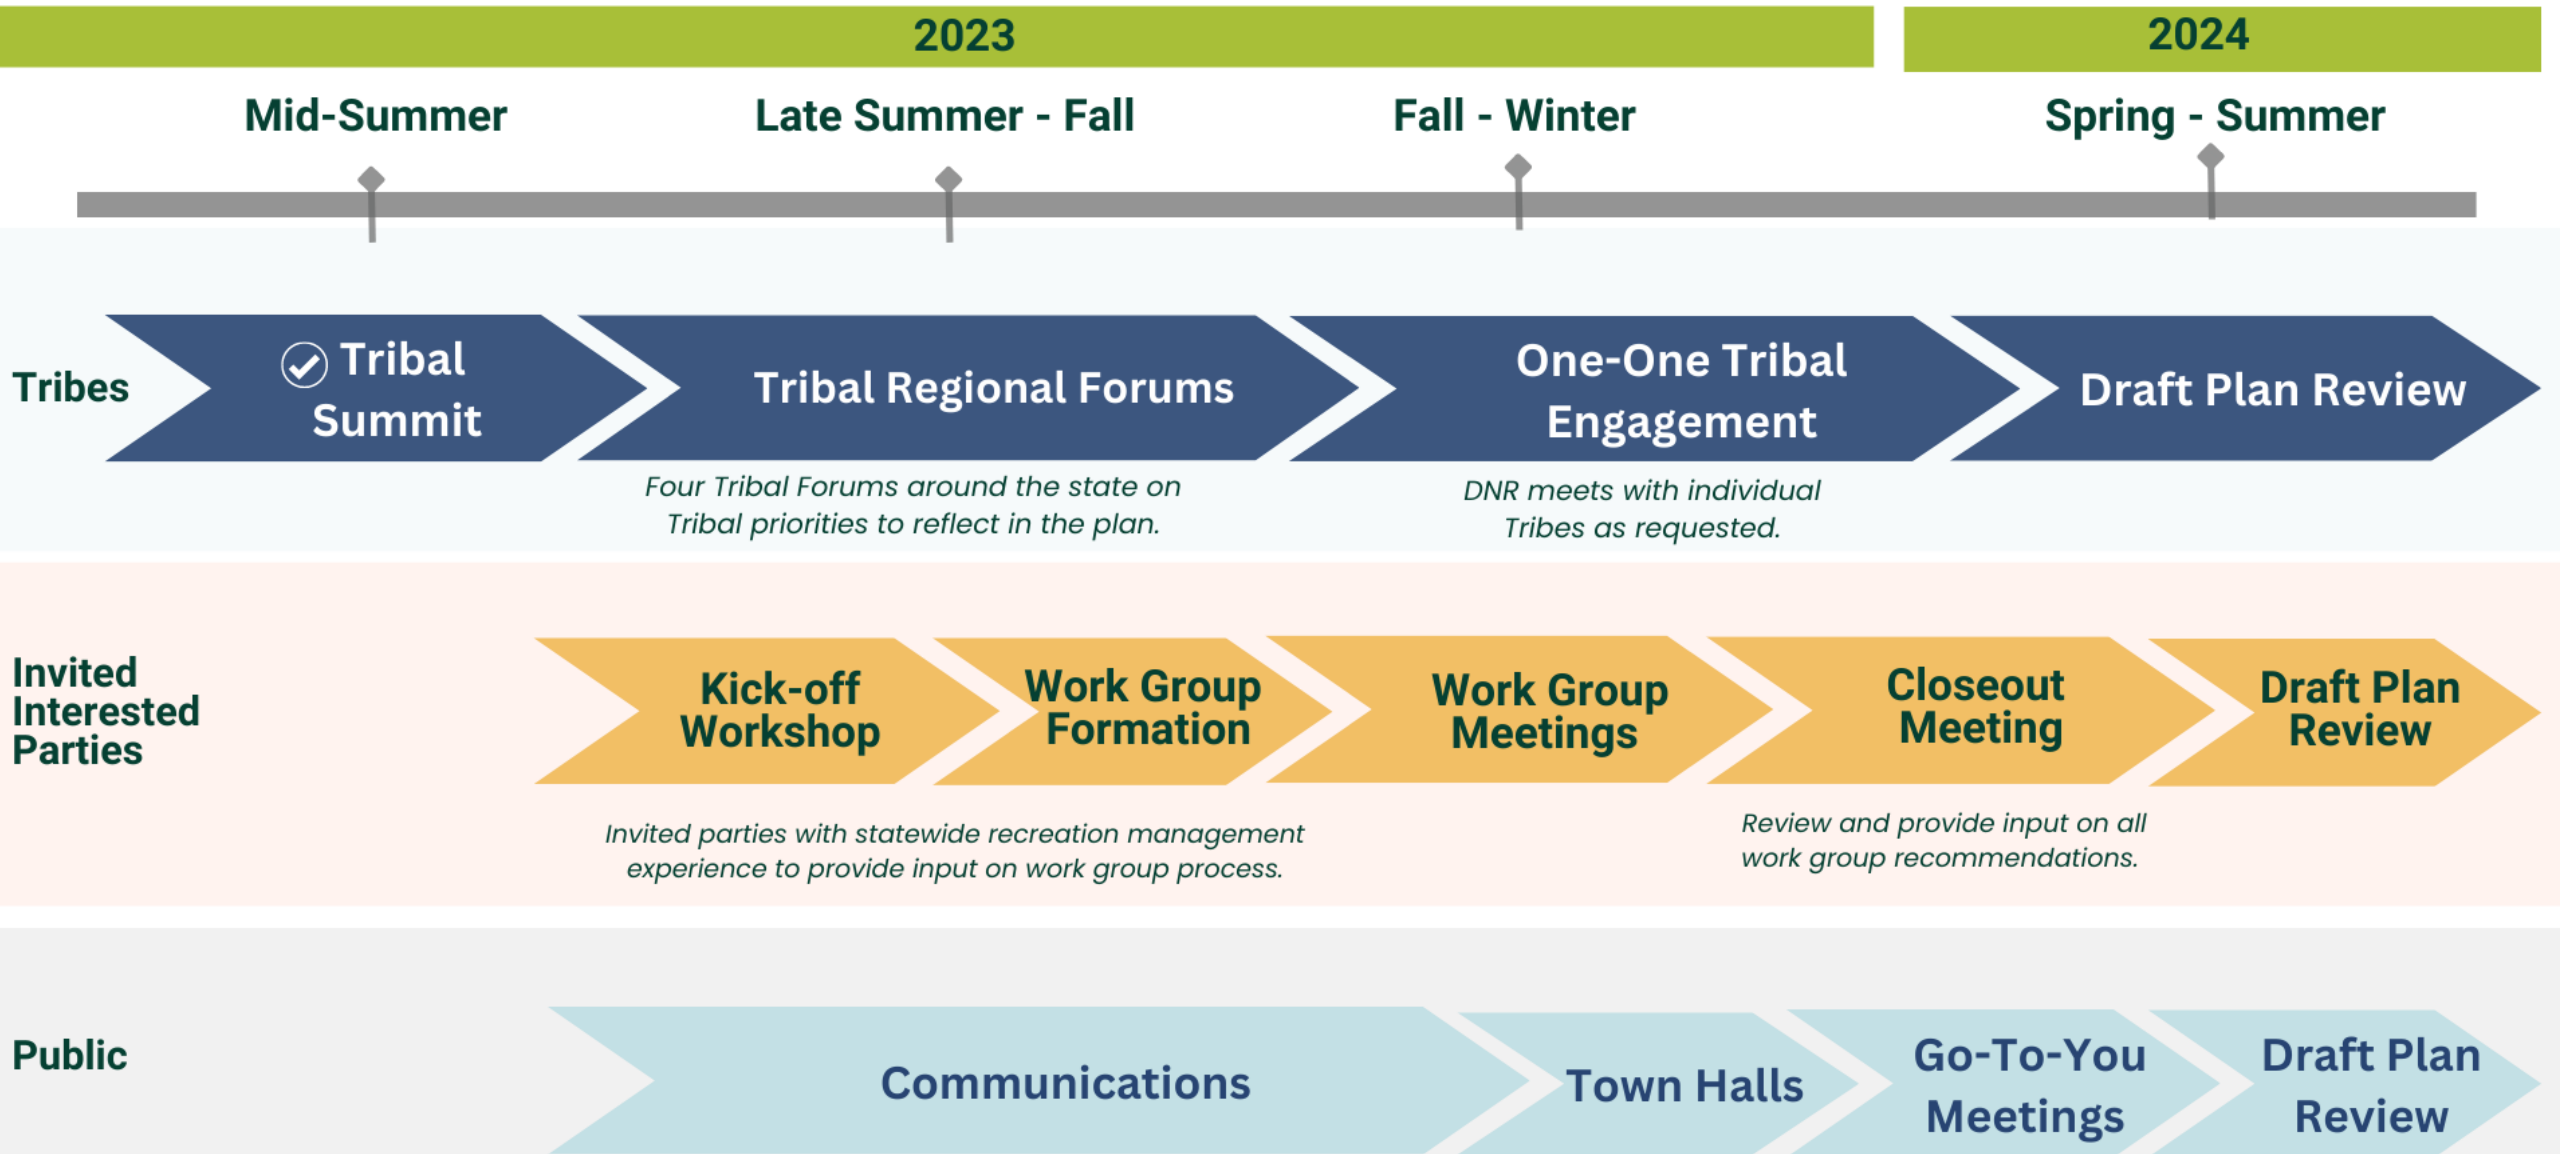 2023
2024
Mid-Summer
Late Summer - Fall
Fall - Winter
Spring - Summer
Tribes
Tribal
Summit
Tribal Regional Forums
One-One Tribal
Engagement
Draft Plan Review
Four Tribal Forums around the state on
Tribal priorities to reflect in the plan.
DNR meets with individual
Tribes as requested.
Invited
Interested
Parties
Kick-off
Workshop
Work Group
Formation
Work Group
Meetings
Closeout
Meeting
Draft Plan
Review
Invited parties with statewide recreation management
experience to provide input on work group process.
Review and provide input on all
work group recommendations.
Public
Communications
Town Halls
Go-To-You
Meetings
Draft Plan
Review